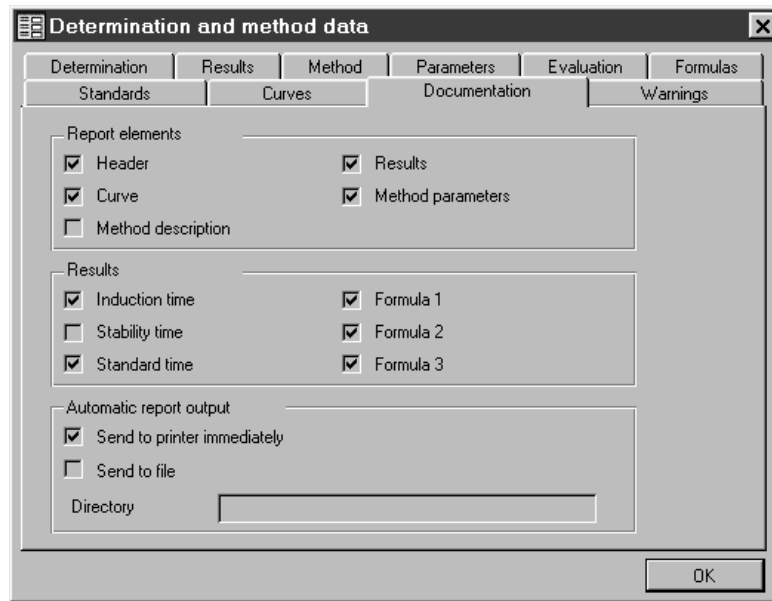 Determination and method data
Determination Results Method Parameters Evaluation Formulas
Standards Curves Documentation Warnings
Report elements
Header Results
Curve Method parameters
Method description
Results
Induction time Formula 1
Stability time Formula 2
Standard time Formula 3
Automatic report output
Send to printer immediately
Send to file
Directory
OK